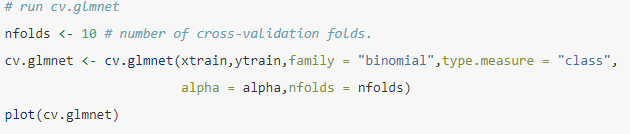 # run cv.glmnet
nfolds <- 10 # number of cross-validation folds.
cv.glmnet <- cv.glmnet(xtrain,ytrain,family = "binomial",type.measure = "class",
alpha = alpha,nfolds = nfolds)
plot(cv.glmnet)